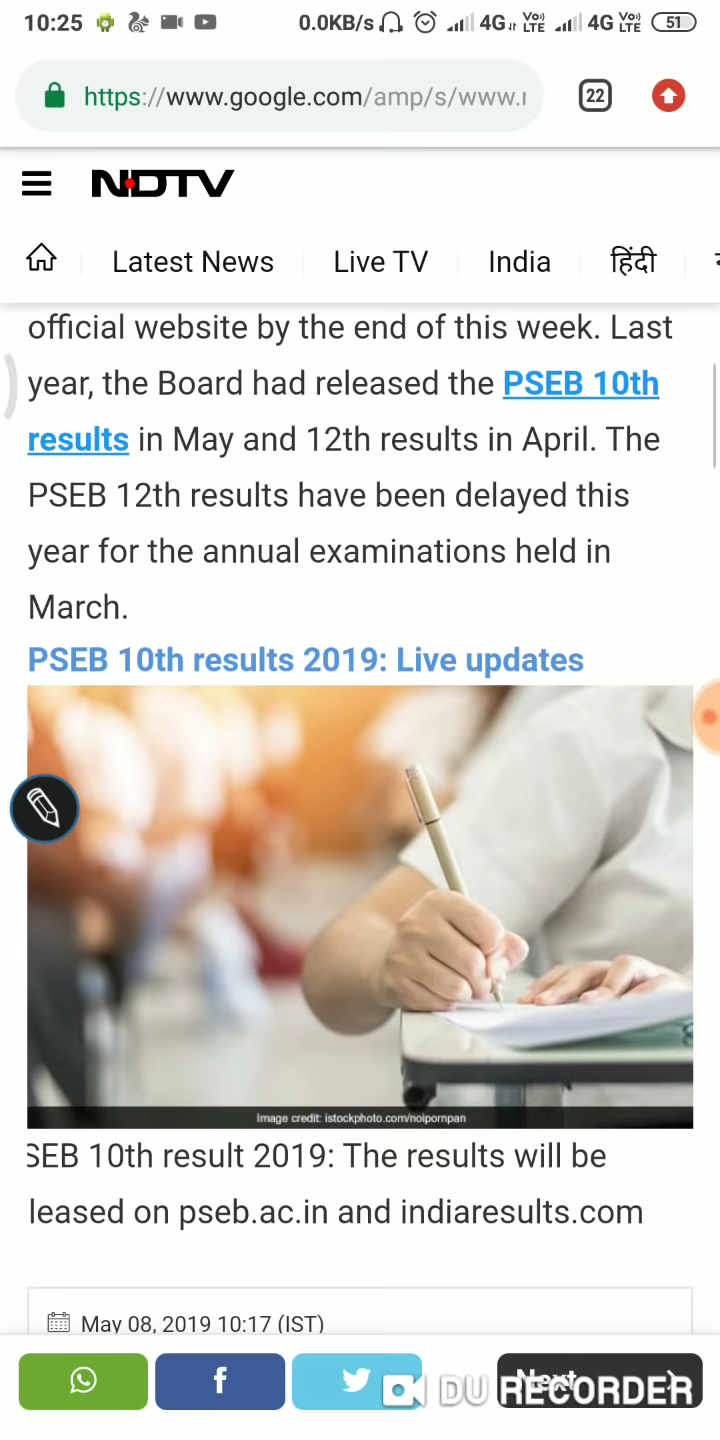 10:25 0.0KB/s 4G VoLTE 4G VoLTE 51
https://www.google.com/amp/s/www.r 22
NDTV
Latest News Live TV India हिंदी
official website by the end of this week. Last
year, the Board had released the PSEB 10th
results in May and 12th results in April. The
PSEB 12th results have been delayed this
year for the annual examinations held in
March.
PSEB 10th results 2019: Live updates
Image credit: istockphoto.com/noipornpan
SEB 10th result 2019: The results will be
leased on pseb.ac.in and indiaresults.com
May 08, 2019 10:17 (IST)
f Next
DU RECORDER